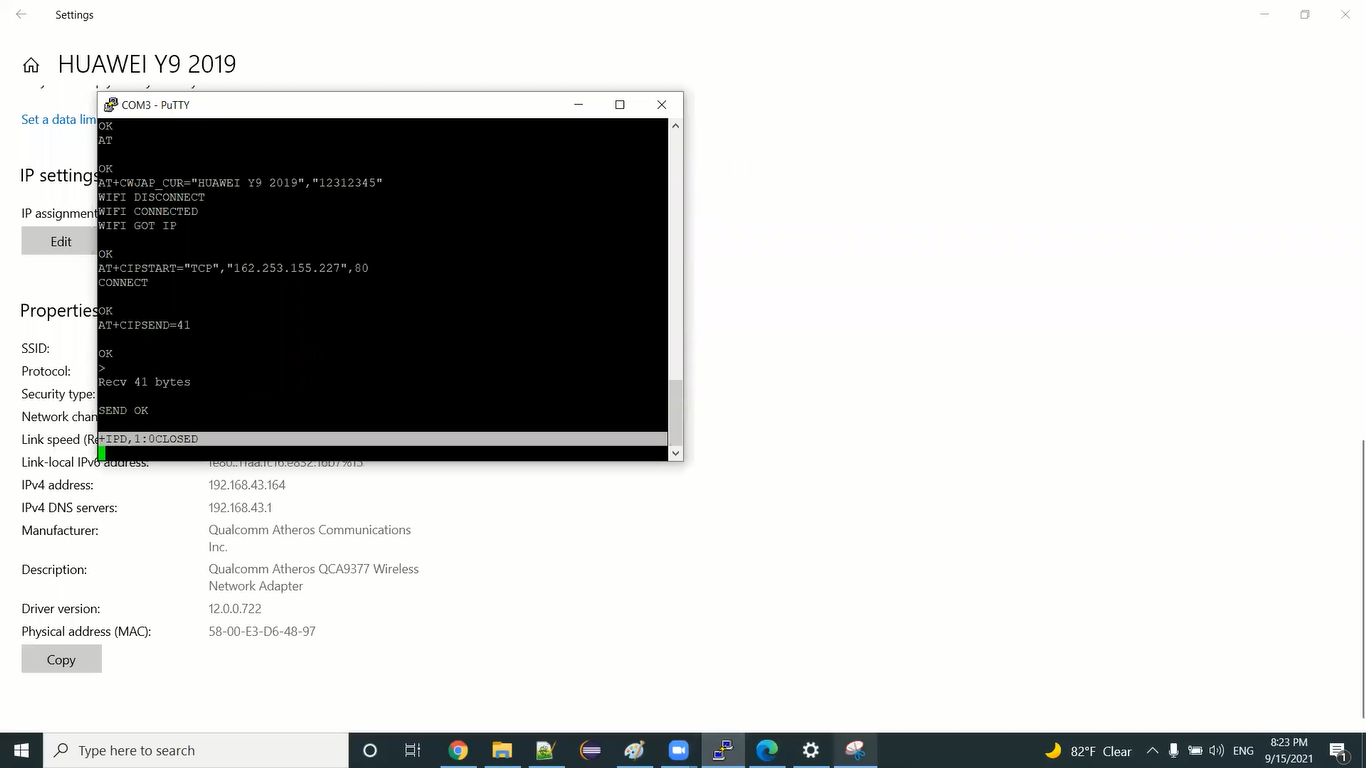 Settings
HUAWEI Y9 2019
Set a data lim
IP settings
IP assignment
Edit
Properties
SSID:
Protocol:
Security type:
Network chan
Link speed (Re
Link-local IPv6 address:
IPv4 address: 192.168.43.164
IPv4 DNS servers: 192.168.43.1
Manufacturer: Qualcomm Atheros Communications
Inc.
Description: Qualcomm Atheros QCA9377 Wireless
Network Adapter
Driver version: 12.0.0.722
Physical address (MAC): 58-00-E3-D6-48-97
Copy
COM3 - PuTTY
OK
AT
OK
AT+CWJAP_CUR="HUAWEI Y9 2019","12312345"
WIFI DISCONNECT
WIFI CONNECTED
WIFI GOT IP
OK
AT+CIPSTART="TCP","162.253.155.227",80
CONNECT
OK
AT+CIPSEND=41
OK
>
Recv 41 bytes
SEND OK
+IPD,1:0CLOSED
Type here to search
82°F Clear
ENG
8:23 PM
9/15/2021
1